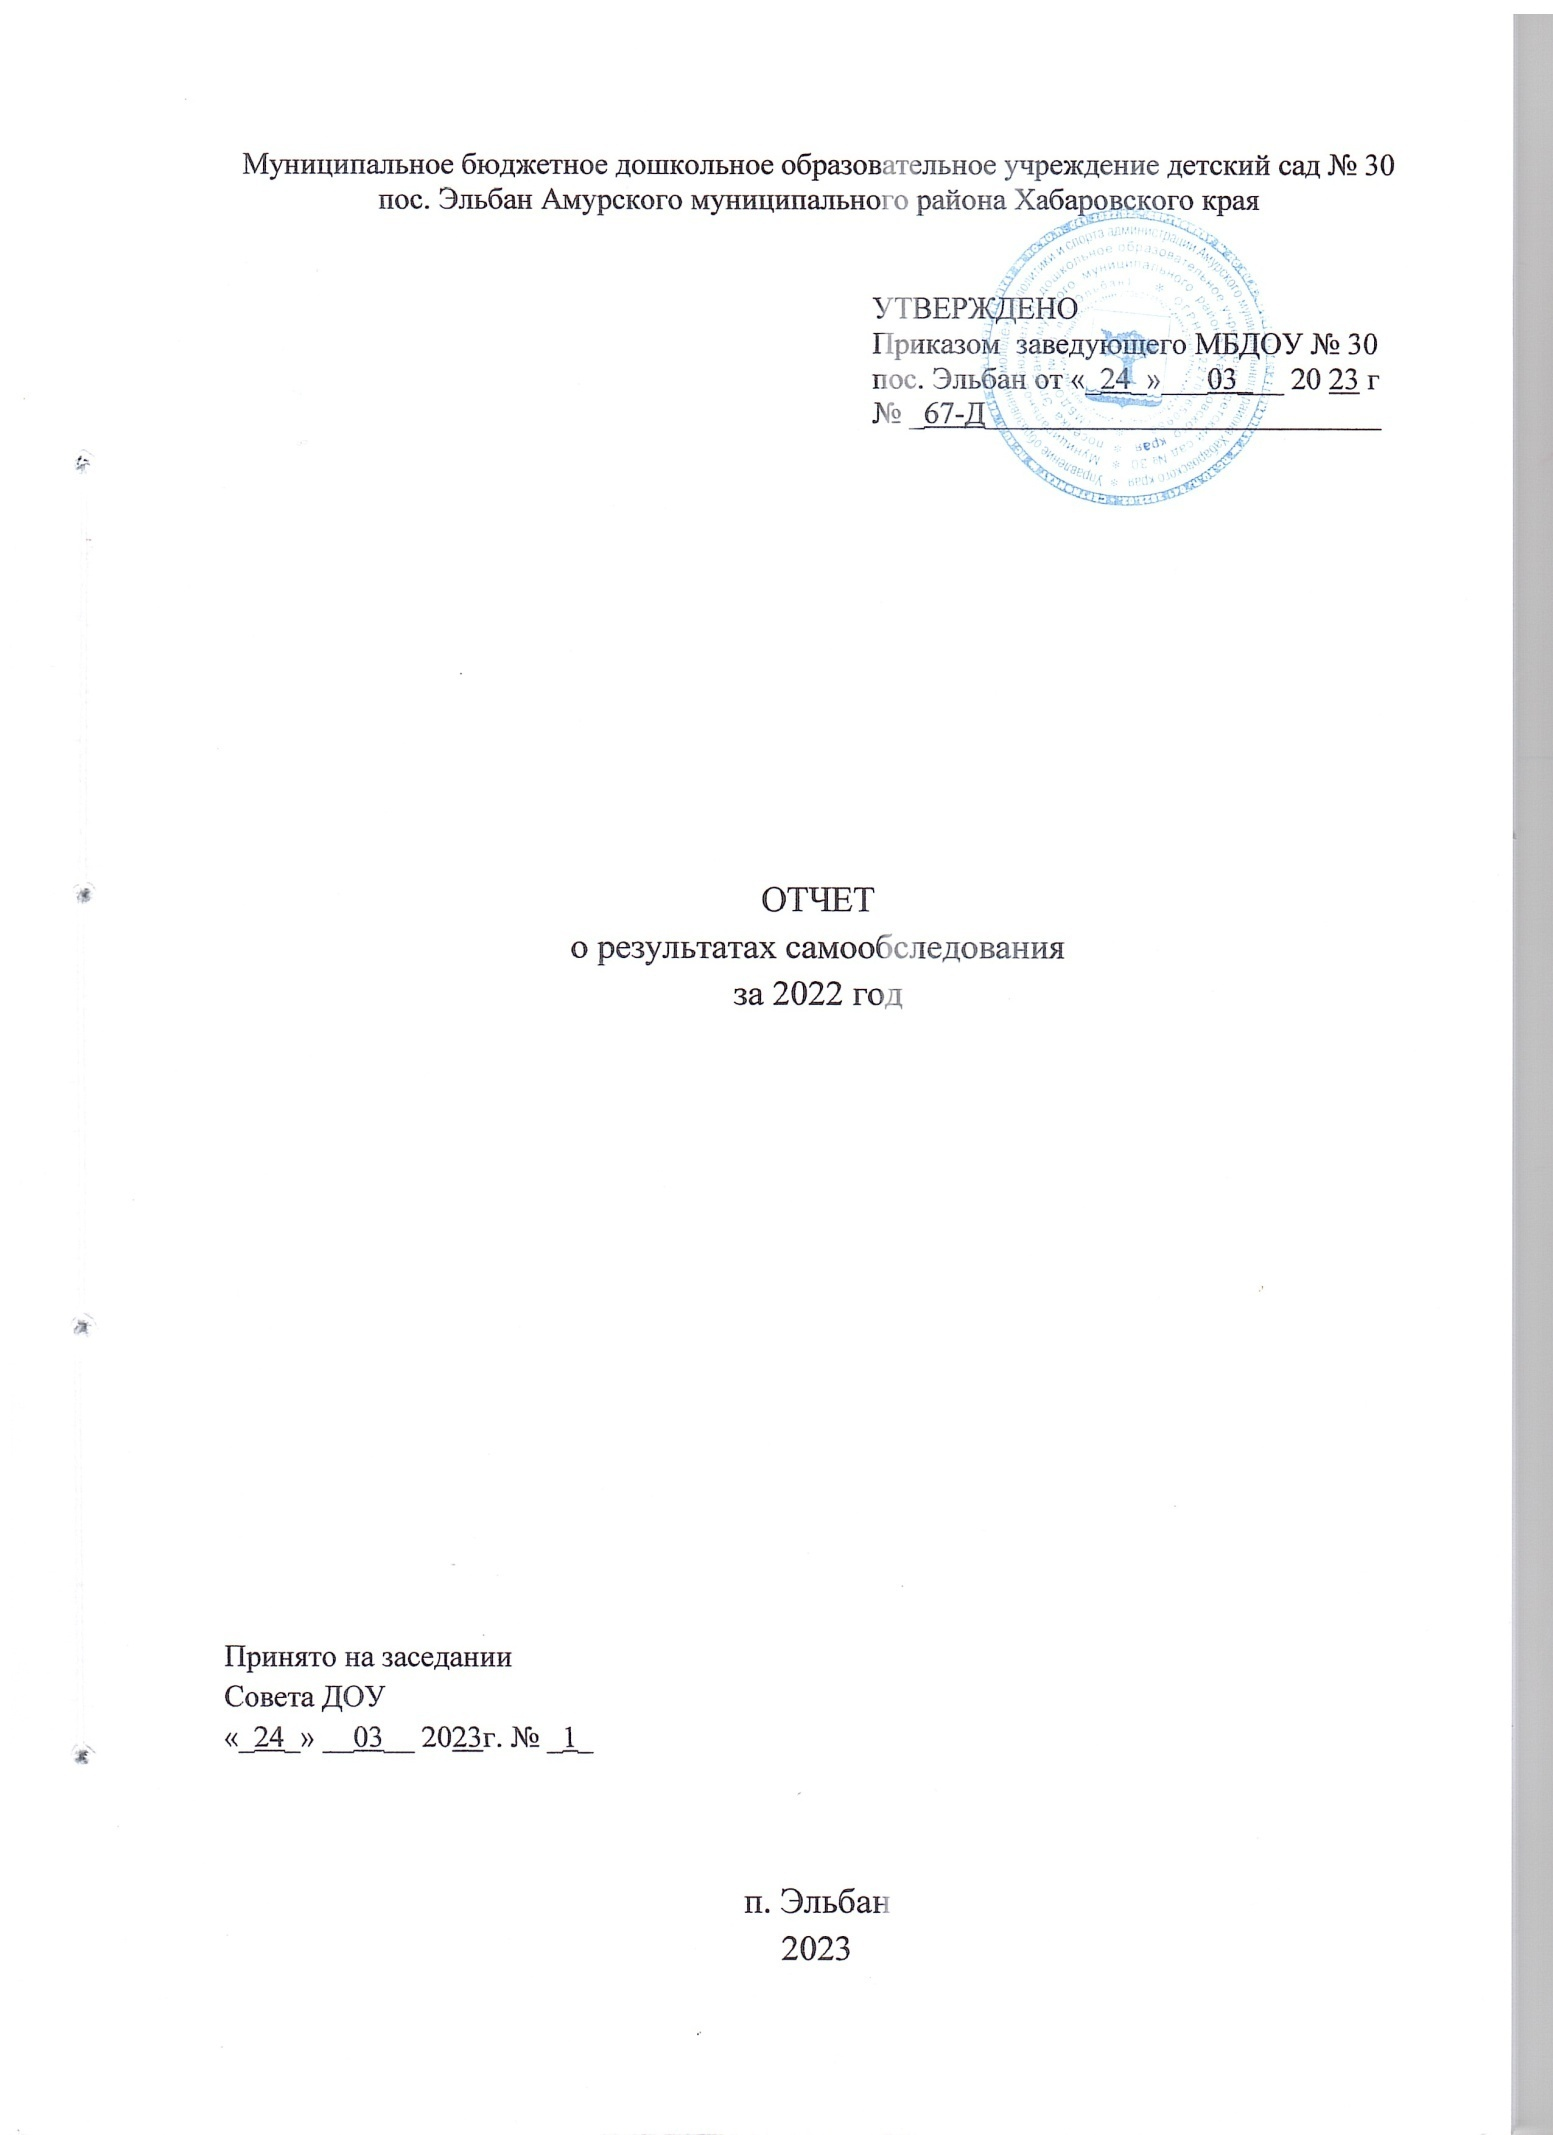 Муниципальное бюджетное дошкольное образовательное учреждение детский сад № 30
пос. Эльбан Амурского муниципального района Хабаровского края
УТВЕРЖДЕНО
Приказом заведующего МБДОУ № 30
пос. Эльбан от «_24_»___03___ 20 23 г
№ _67-Д__________________________
ОТЧЕТ
о результатах самообследования
за 2022 год
Принято на заседании
Совета ДОУ
«_24_» __03__ 2023г. № _1_
п. Эльбан
2023